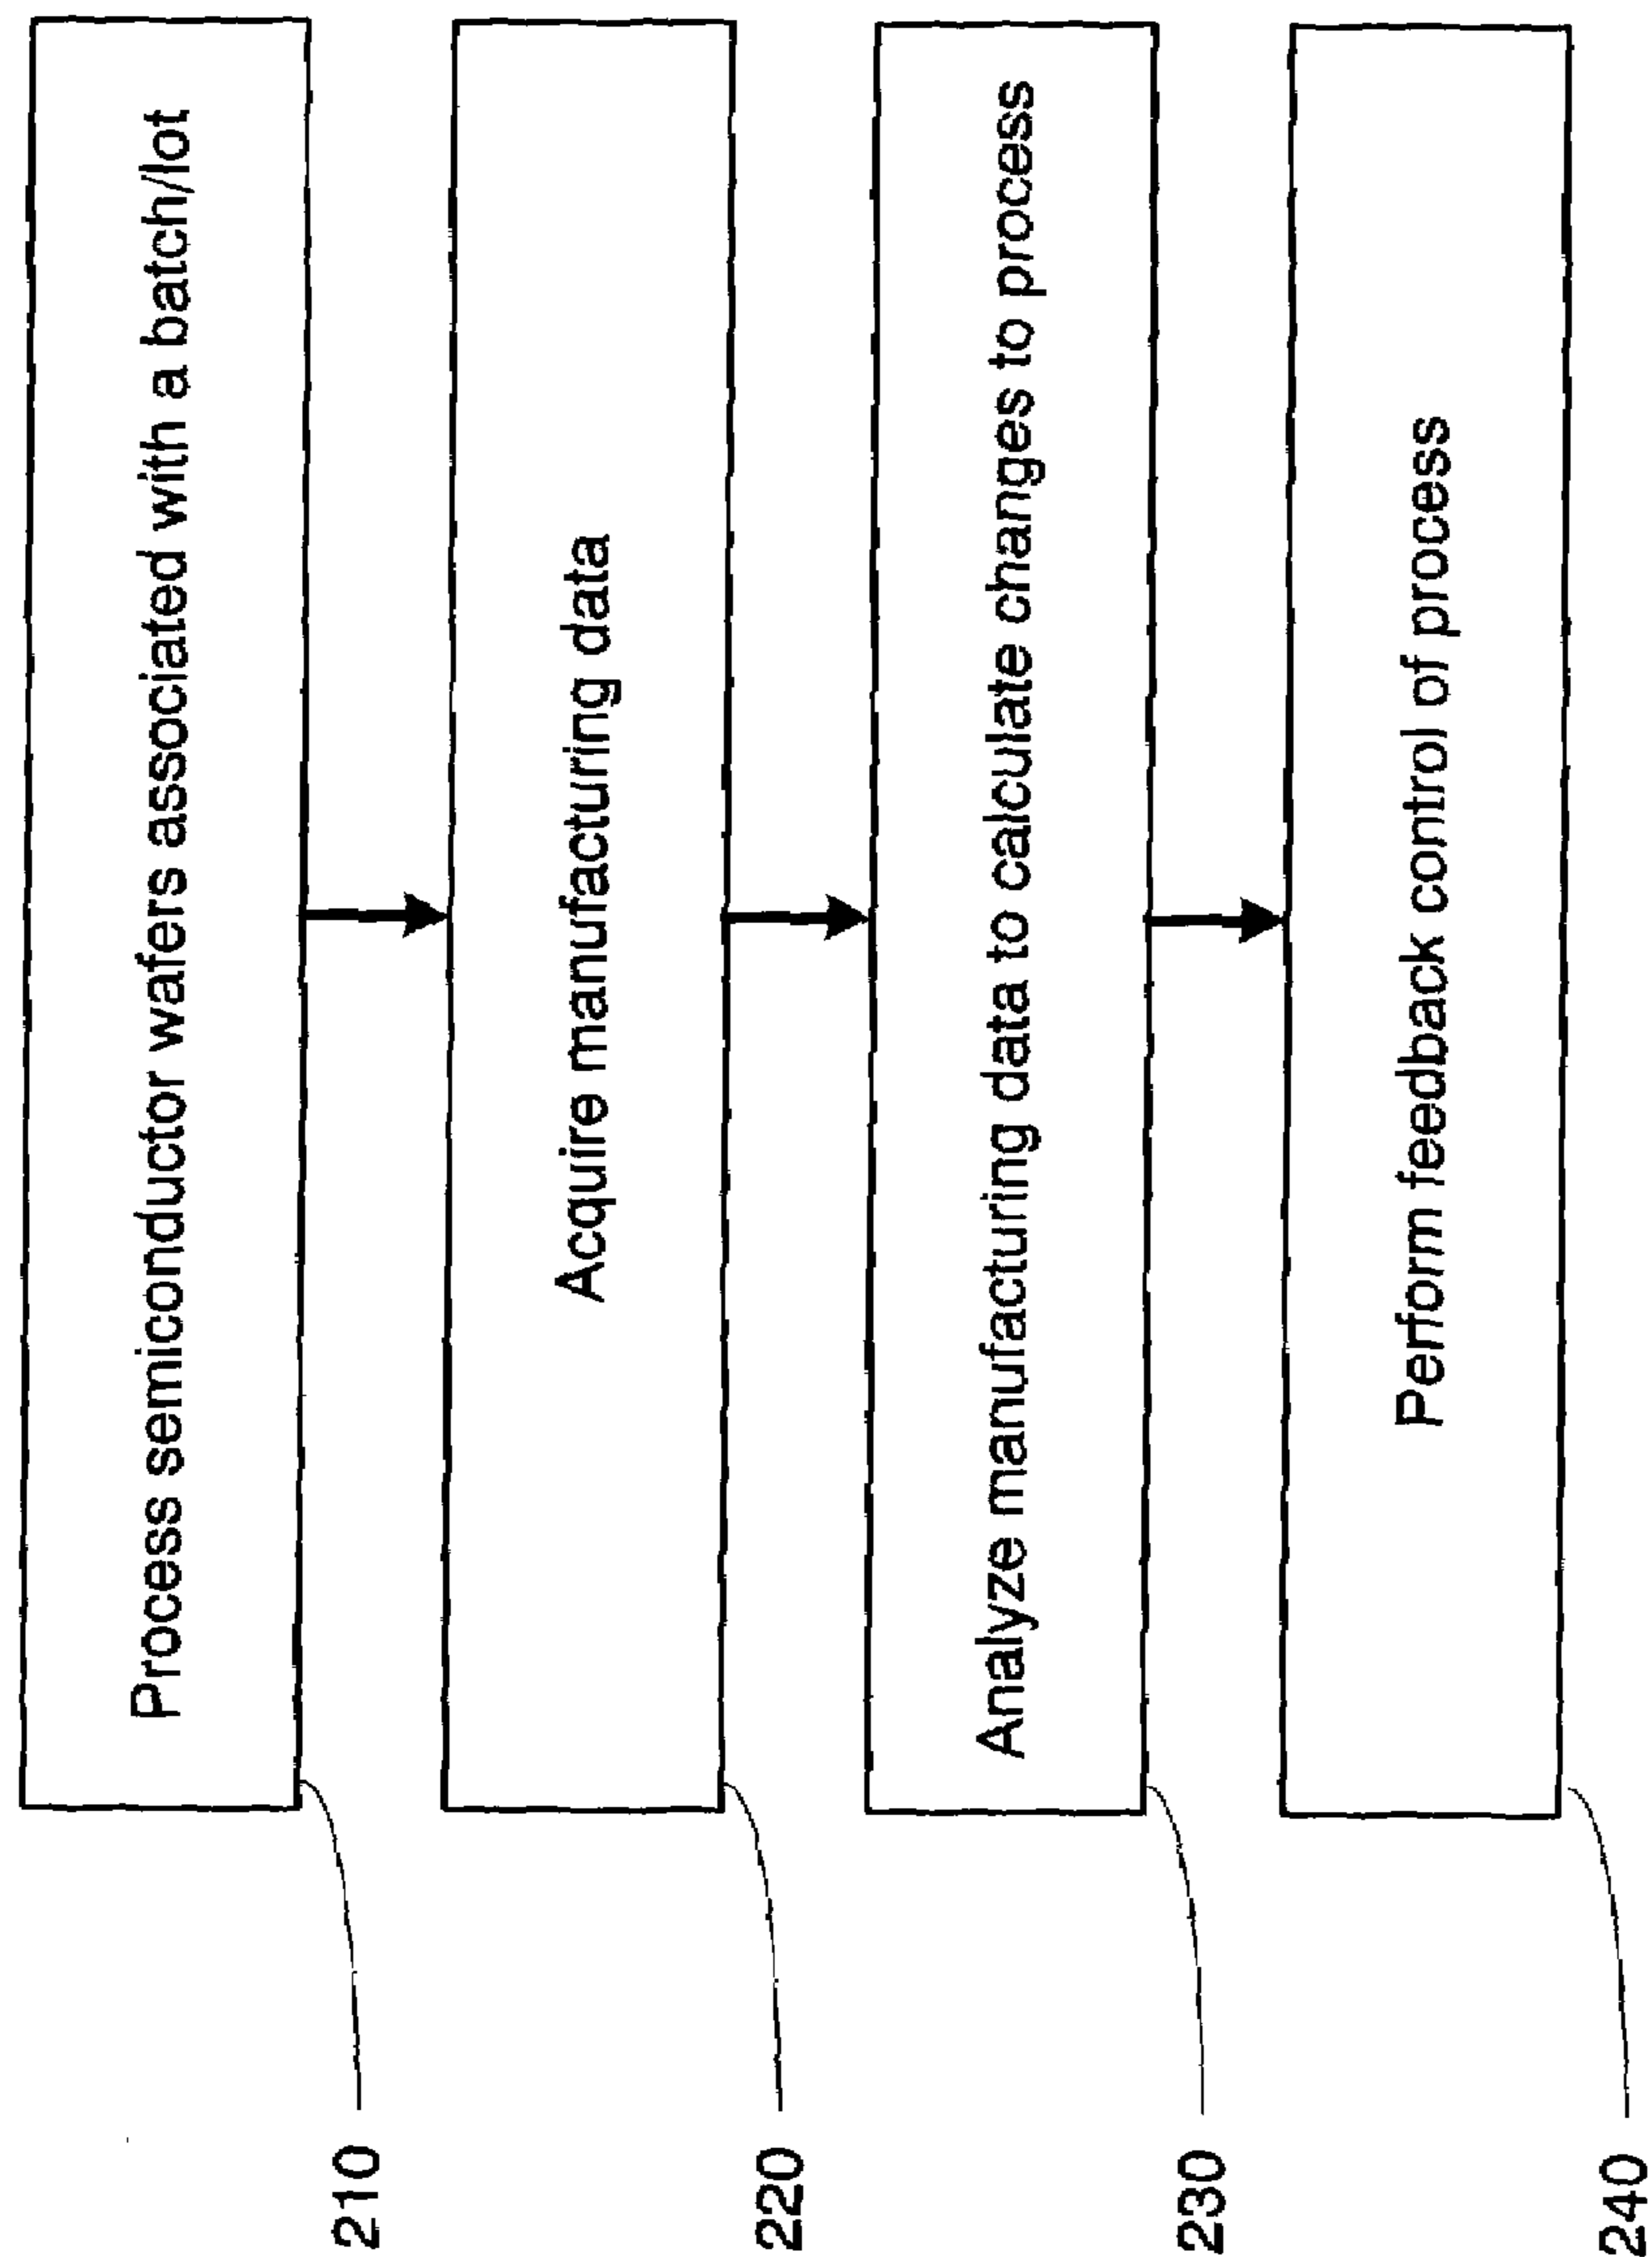 Process semiconductor wafers associated with a batch/lot
210
Acquire manufacturing data
220
Analyze manufacturing data to calculate changes to process
230
Perform feedback control of process
240